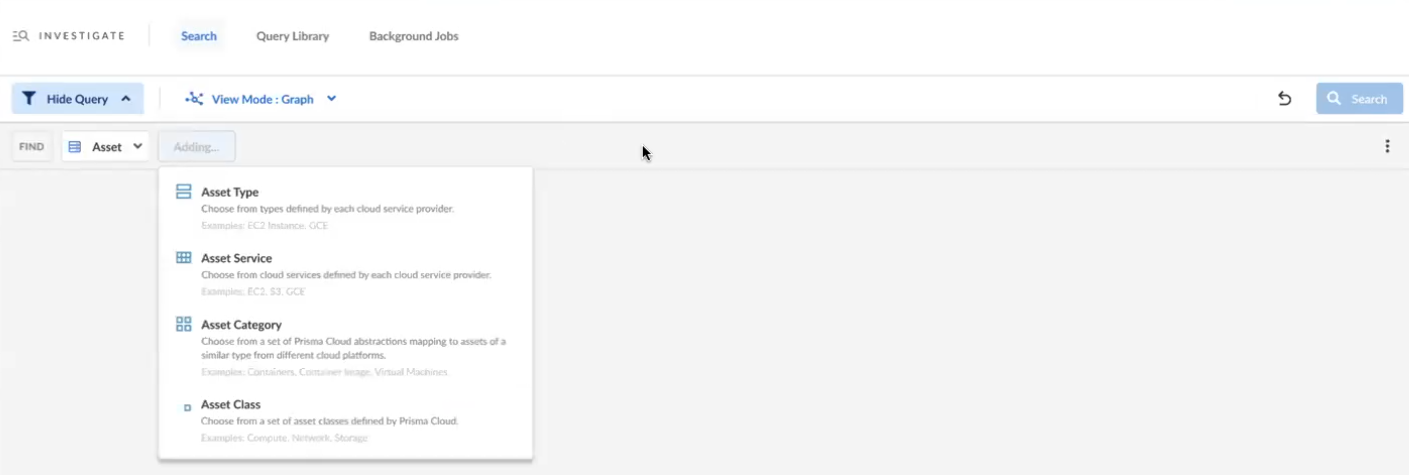 INVESTIGATE Search Query Library Background Jobs
Hide Query View Mode : Graph Search
FIND Asset Adding...
Asset Type
Choose from types defined by each cloud service provider.
Examples: EC2 Instance, GCE
Asset Service
Choose from cloud services defined by each cloud service provider.
Examples: EC2, S3, GCE
Asset Category
Choose from a set of Prisma Cloud abstractions mapping to assets of a
similar type from different cloud platforms.
Examples: Containers, Container Image, Virtual Machines
Asset Class
Choose from a set of asset classes defined by Prisma Cloud.
Examples: Compute, Network, Storage